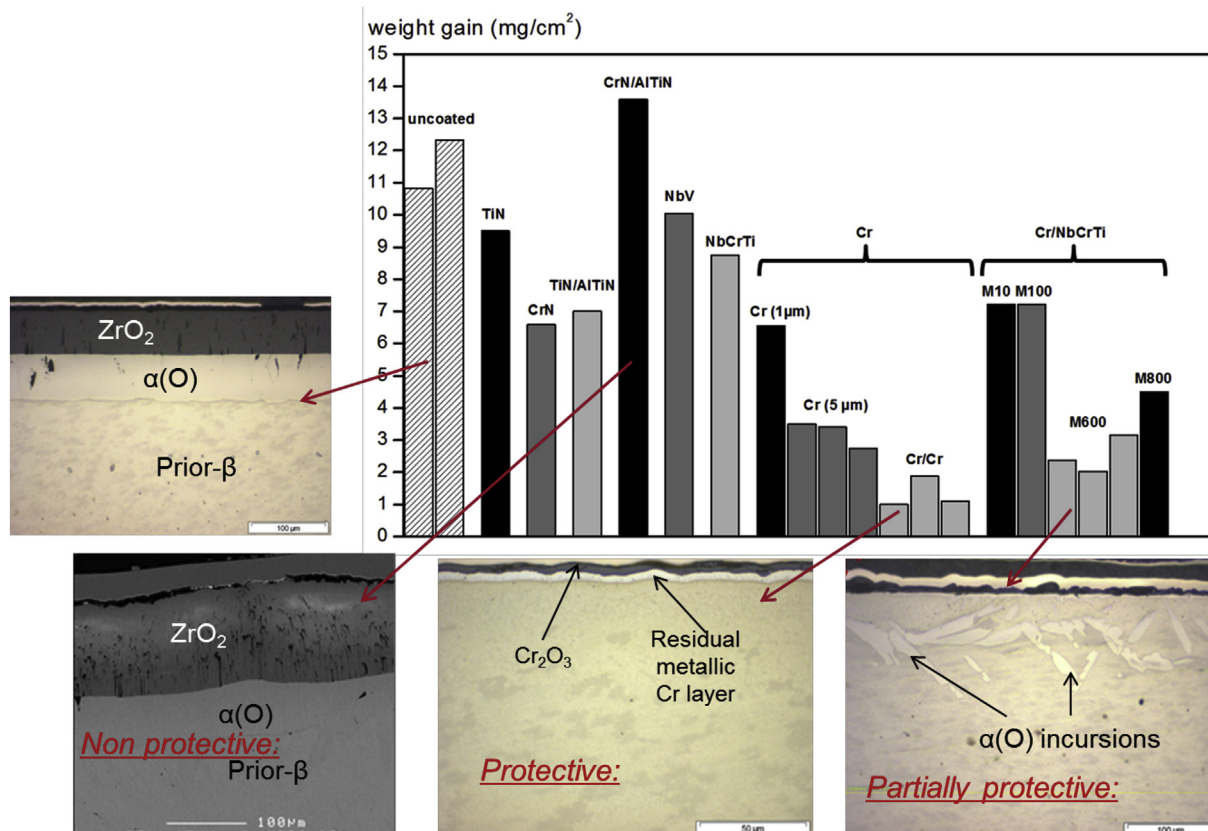 weight gain (mg/cm²)
15
14
13
12
11
10
9
8
7
6
5
4
3
2
1
0
uncoated
TiN
CrN
TiN/AlTiN
CrN/AlTiN
NbV
NbCrTi
Cr
Cr (1µm)
Cr (5 µm)
Cr/Cr
Cr/NbCrTi
M10 M100
M600
M800
ZrO₂
α(O)
Prior-β
100 µm
ZrO₂
α(O)
Non protective:
Prior-β
100µm
Cr₂O₃
Residual
metallic
Cr layer
Protective:
50 µm
α(O) incursions
Partially protective:
100 µm